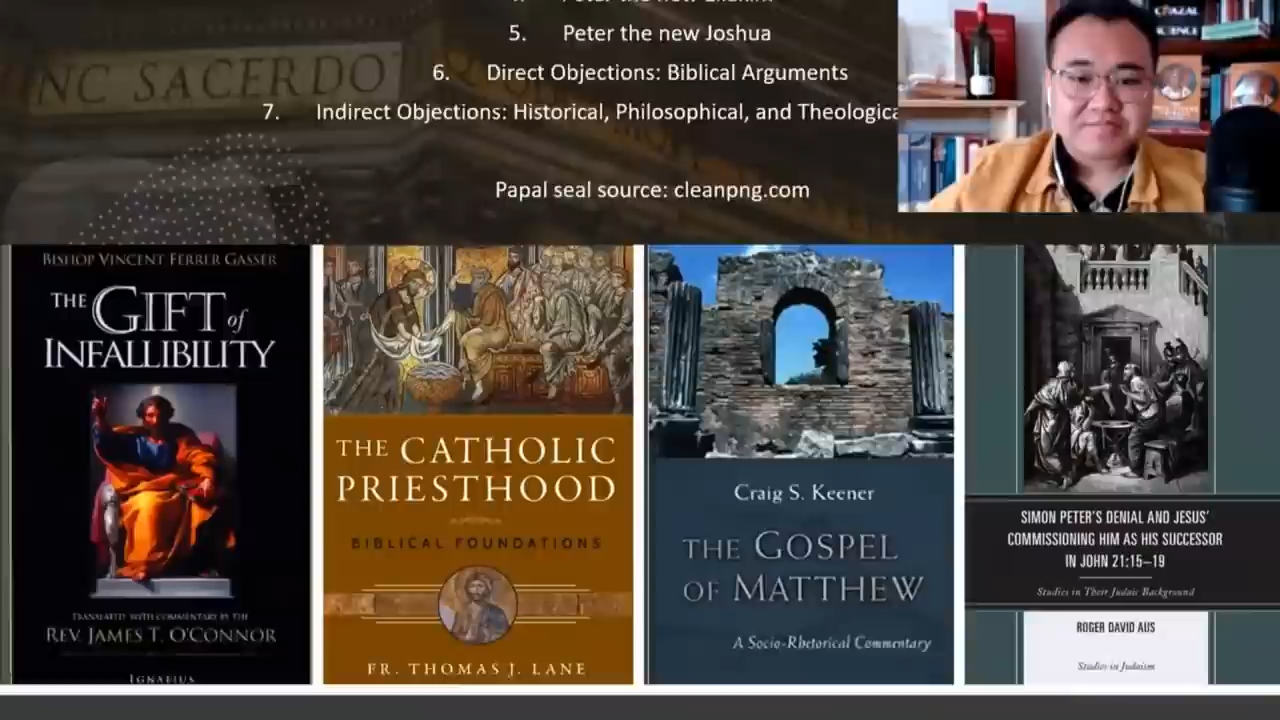 Peter the new
5. Peter the new Joshua
6. Direct Objections: Biblical Arguments
7. Indirect Objections: Historical, Philosophical, and Theologica
NC SACERDO
Papal seal source: cleanpng.com
BISHOP VINCENT FERRER GASSER
THE GIFT of
INFALLIBILITY
TRANSLATED WITH COMMENTARY BY THE
REV. JAMES T. O'CONNOR
IGNATIUS
THE CATHOLIC
PRIESTHOOD
BIBLICAL FOUNDATIONS
FR. THOMAS J. LANE
Craig S. Keener
THE GOSPEL
OF MATTHEW
A Socio-Rhetorical Commentary
SIMON PETER'S DENIAL AND JESUS'
COMMISSIONING HIM AS HIS SUCCESSOR
IN JOHN 21:15–19
Studies in Their Judaic Background
ROGER DAVID AUS
Studies in Judaism